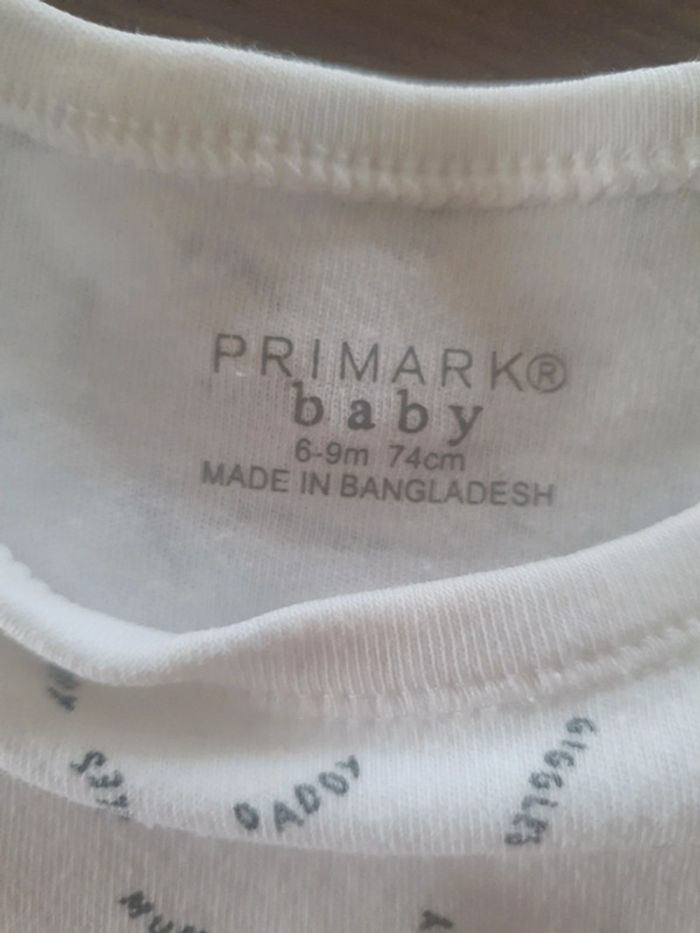 PRIMARK®
baby
6-9m 74cm
MADE IN BANGLADESH
DADDY
GIGGLES